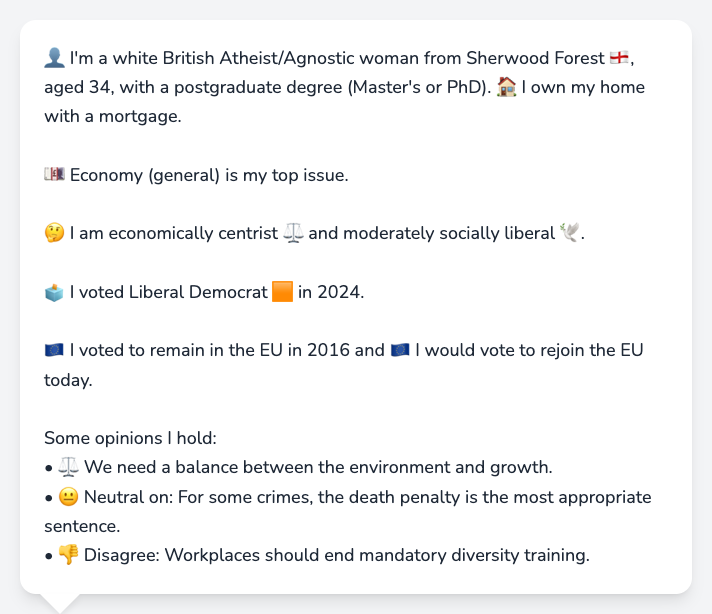 👤 I'm a white British Atheist/Agnostic woman from Sherwood Forest 🏴󠁧󠁢󠁥󠁮󠁧󠁿,
aged 34, with a postgraduate degree (Master's or PhD). 🏠 I own my home
with a mortgage.
💷 Economy (general) is my top issue.
🤔 I am economically centrist ⚖️ and moderately socially liberal 🕊️.
🗳️ I voted Liberal Democrat 🟧 in 2024.
🇪🇺 I voted to remain in the EU in 2016 and 🇪🇺 I would vote to rejoin the EU
today.
Some opinions I hold:
• ⚖️ We need a balance between the environment and growth.
• 😐 Neutral on: For some crimes, the death penalty is the most appropriate
sentence.
• 👎 Disagree: Workplaces should end mandatory diversity training.